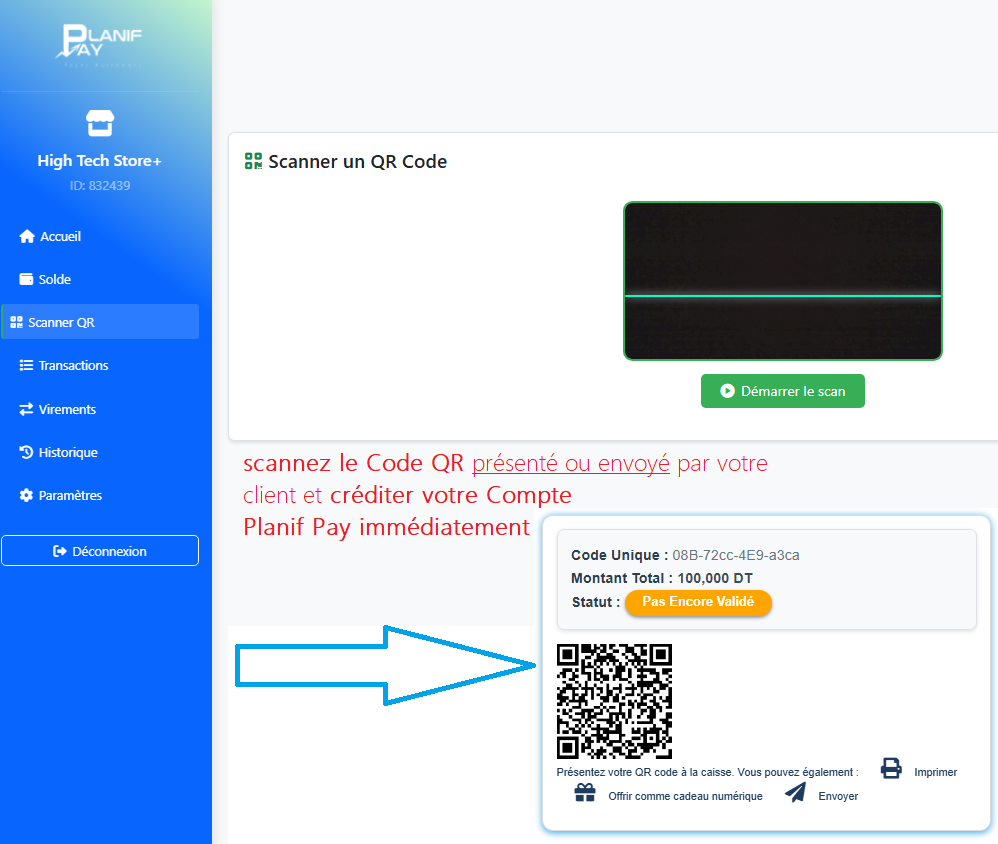 PLANIF
PAY
High Tech Store+
ID: 832439
Accueil
Solde
Scanner QR
Transactions
Virements
Historique
Paramètres
Déconnexion
Scanner un QR Code
Démarrer le scan
scannez le Code QR présenté ou envoyé par votre
client et créditer votre Compte
Planif Pay immédiatement
Code Unique : 08B-72cc-4E9-a3ca
Montant Total : 100,000 DT
Statut : Pas Encore Validé
Présentez votre QR code à la caisse. Vous pouvez également : Imprimer
Offrir comme cadeau numérique Envoyer